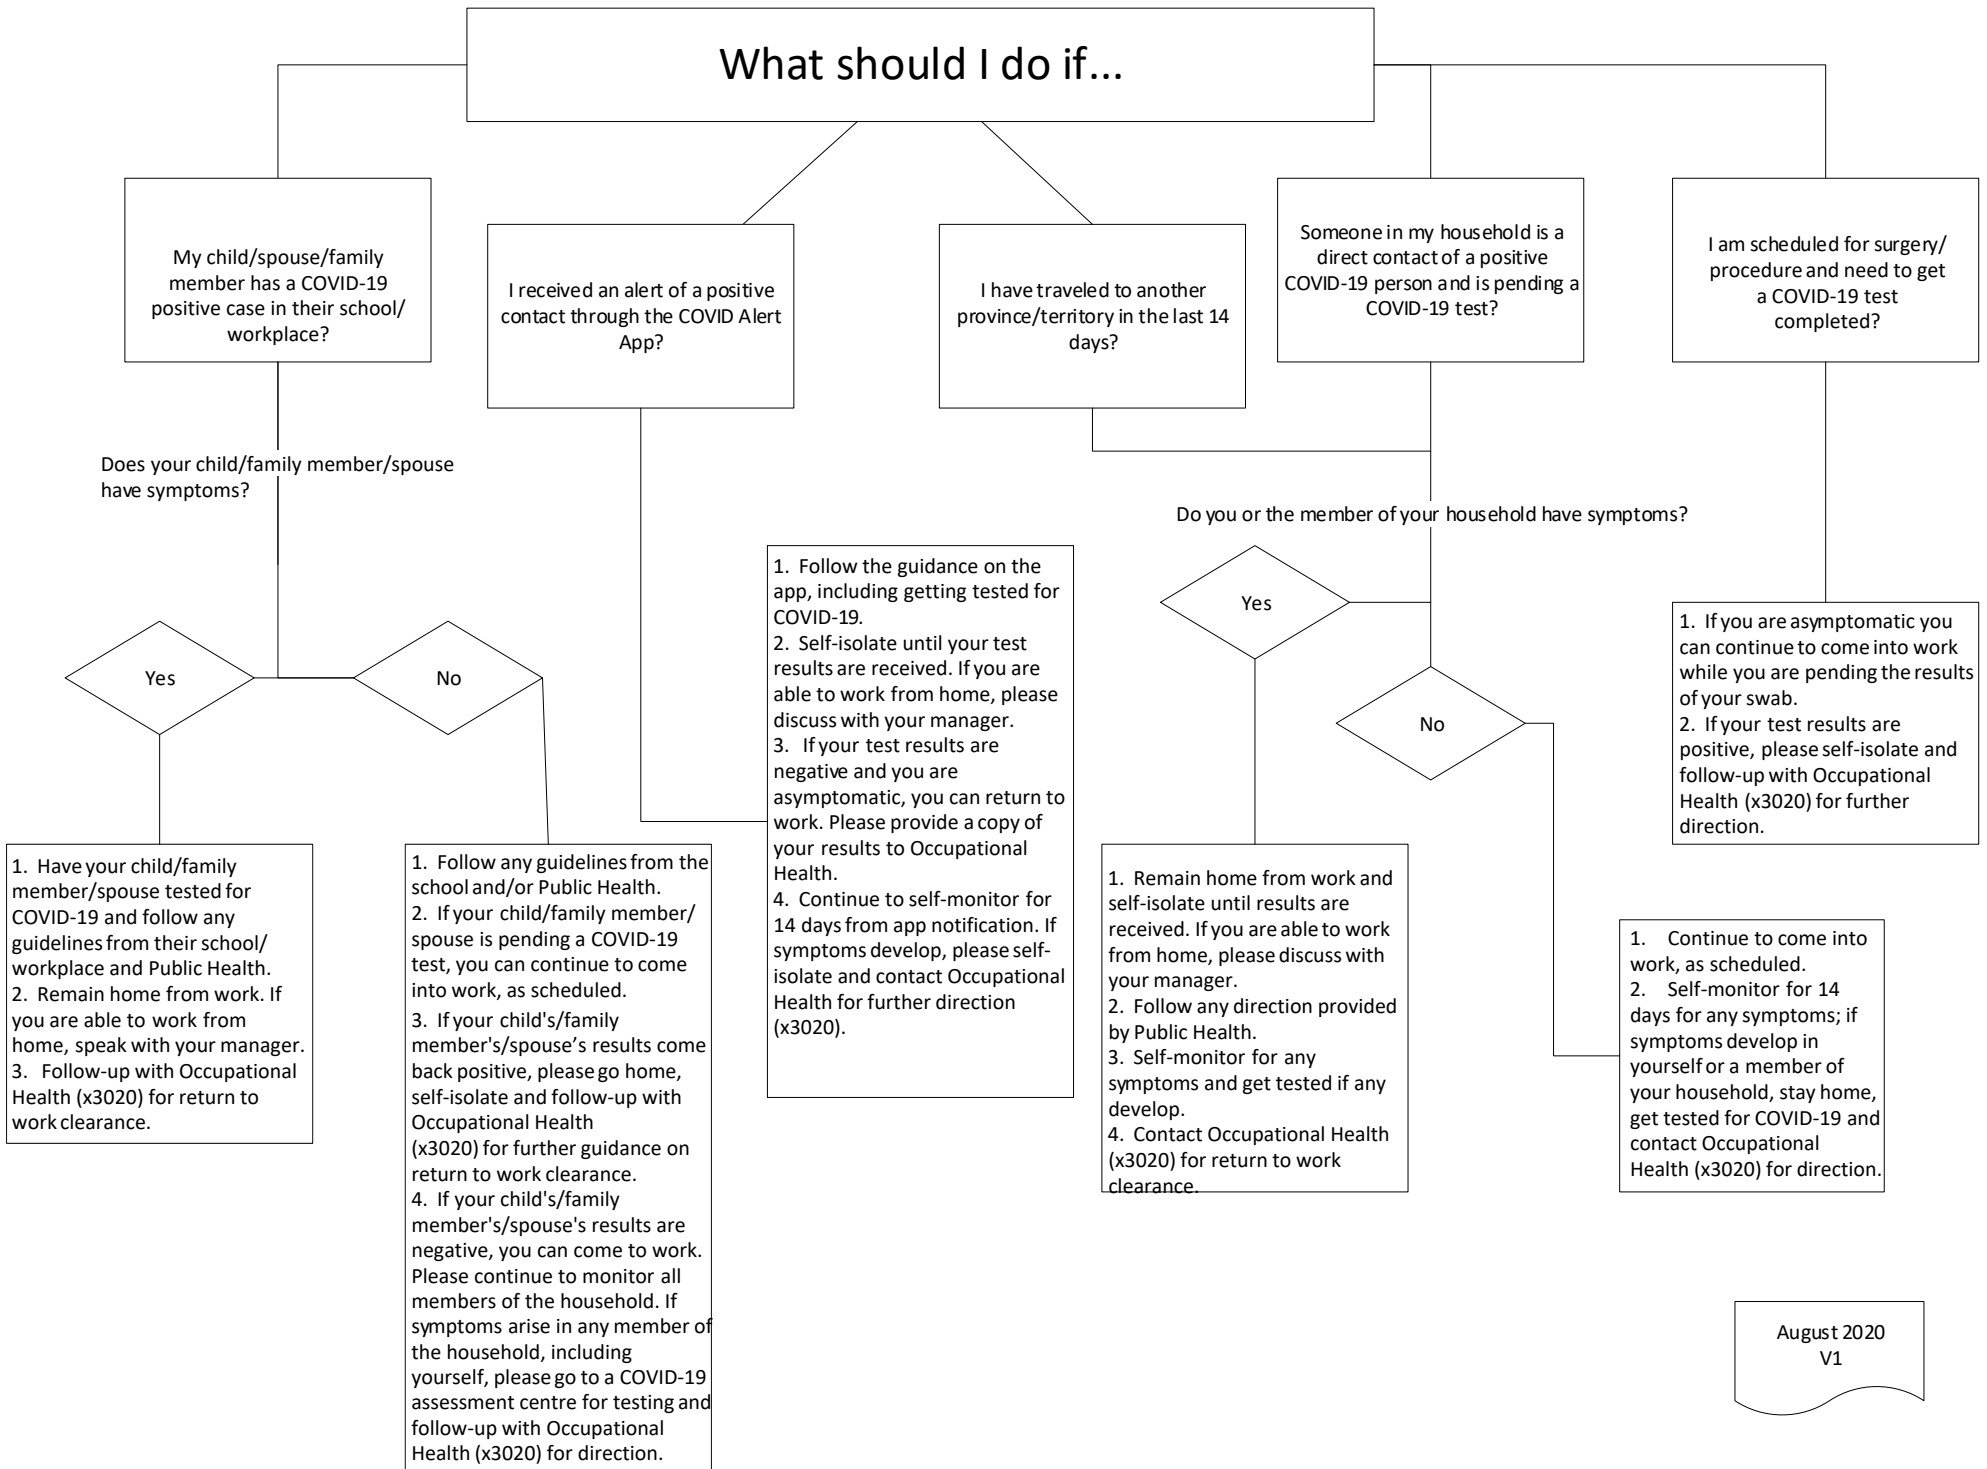 What should I do if...
My child/spouse/family
member has a COVID-19
positive case in their school/
workplace?
I received an alert of a positive
contact through the COVID Alert
App?
I have traveled to another
province/territory in the last 14
days?
Someone in my household is a
direct contact of a positive
COVID-19 person and is pending a
COVID-19 test?
I am scheduled for surgery/
procedure and need to get
a COVID-19 test
completed?
Does your child/family member/spouse
have symptoms?
Do you or the member of your household have symptoms?
Yes
No
1. Have your child/family
member/spouse tested for
COVID-19 and follow any
guidelines from their school/
workplace and Public Health.
2. Remain home from work. If
you are able to work from
home, speak with your manager.
3. Follow-up with Occupational
Health (x3020) for return to
work clearance.
1. Follow any guidelines from the
school and/or Public Health.
2. If your child/family member/
spouse is pending a COVID-19
test, you can continue to come
into work, as scheduled.
3. If your child's/family
member's/spouse’s results come
back positive, please go home,
self-isolate and follow-up with
Occupational Health
(x3020) for further guidance on
return to work clearance.
4. If your child's/family
member's/spouse's results are
negative, you can come to work.
Please continue to monitor all
members of the household. If
symptoms arise in any member of
the household, including
yourself, please go to a COVID-19
assessment centre for testing and
follow-up with Occupational
Health (x3020) for direction.
1. Follow the guidance on the
app, including getting tested for
COVID-19.
2. Self-isolate until your test
results are received. If you are
able to work from home, please
discuss with your manager.
3. If your test results are
negative and you are
asymptomatic, you can return to
work. Please provide a copy of
your results to Occupational
Health.
4. Continue to self-monitor for
14 days from app notification. If
symptoms develop, please self-
isolate and contact Occupational
Health for further direction
(x3020).
Yes
No
1. Remain home from work and
self-isolate until results are
received. If you are able to work
from home, please discuss with
your manager.
2. Follow any direction provided
by Public Health.
3. Self-monitor for any
symptoms and get tested if any
develop.
4. Contact Occupational Health
(x3020) for return to work
clearance.
1. Continue to come into
work, as scheduled.
2. Self-monitor for 14
days for any symptoms; if
symptoms develop in
yourself or a member of
your household, stay home,
get tested for COVID-19 and
contact Occupational
Health (x3020) for direction.
1. If you are asymptomatic you
can continue to come into work
while you are pending the results
of your swab.
2. If your test results are
positive, please self-isolate and
follow-up with Occupational
Health (x3020) for further
direction.
August 2020
V1